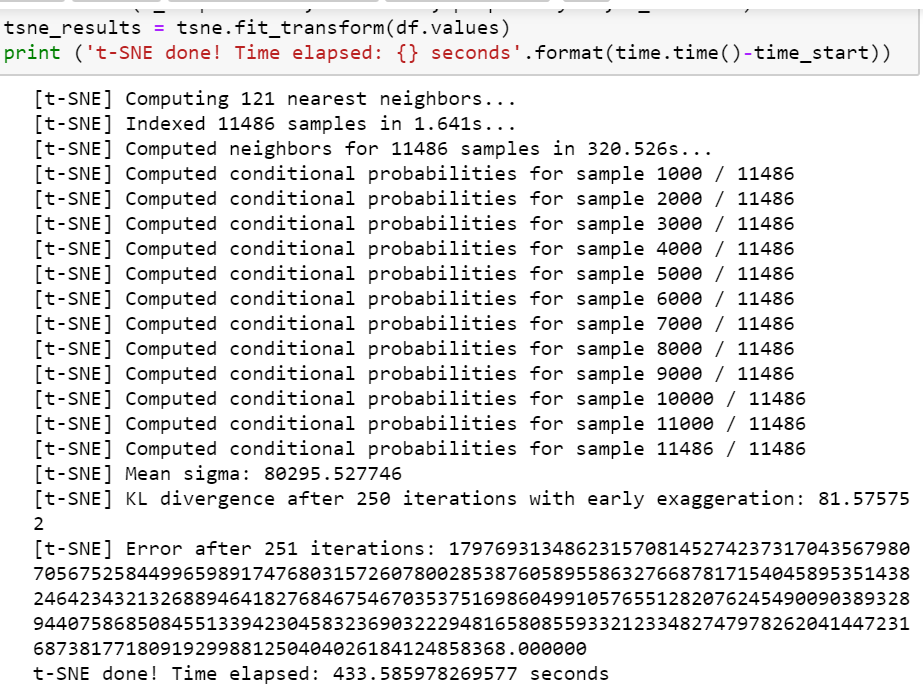 tsne_results = tsne.fit_transform(df.values)
print ('t-SNE done! Time elapsed: {} seconds'.format(time.time()-time_start))
[t-SNE] Computing 121 nearest neighbors...
[t-SNE] Indexed 11486 samples in 1.641s...
[t-SNE] Computed neighbors for 11486 samples in 320.526s...
[t-SNE] Computed conditional probabilities for sample 1000 / 11486
[t-SNE] Computed conditional probabilities for sample 2000 / 11486
[t-SNE] Computed conditional probabilities for sample 3000 / 11486
[t-SNE] Computed conditional probabilities for sample 4000 / 11486
[t-SNE] Computed conditional probabilities for sample 5000 / 11486
[t-SNE] Computed conditional probabilities for sample 6000 / 11486
[t-SNE] Computed conditional probabilities for sample 7000 / 11486
[t-SNE] Computed conditional probabilities for sample 8000 / 11486
[t-SNE] Computed conditional probabilities for sample 9000 / 11486
[t-SNE] Computed conditional probabilities for sample 10000 / 11486
[t-SNE] Computed conditional probabilities for sample 11000 / 11486
[t-SNE] Computed conditional probabilities for sample 11486 / 11486
[t-SNE] Mean sigma: 80295.527746
[t-SNE] KL divergence after 250 iterations with early exaggeration: 81.57575
2
[t-SNE] Error after 251 iterations: 1797693134862315708145274237317043567980
70567525844996598917476803157260780028538760589558632766878171540458953514382
46423432132688946418276846754670353751698604991057655128207624549009038932894
40758685084551339423045832369032229481658085593321233482747978262041447231687
38177180919299881250404026184124858368.000000
t-SNE done! Time elapsed: 433.585978269577 seconds